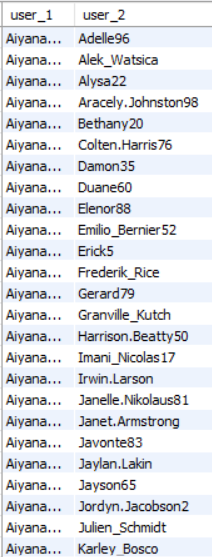 user_1 user_2
Aiyana... Adelle96
Aiyana... Alek_Watsica
Aiyana... Alysa22
Aiyana... Aracely.Johnston98
Aiyana... Bethany20
Aiyana... Colten.Harris76
Aiyana... Damon35
Aiyana... Duane60
Aiyana... Elenor88
Aiyana... Emilio_Bernier52
Aiyana... Erick5
Aiyana... Frederik_Rice
Aiyana... Gerard79
Aiyana... Granville_Kutch
Aiyana... Harrison.Beatty50
Aiyana... Imani_Nicolas17
Aiyana... Irwin.Larson
Aiyana... Janelle.Nikolaus81
Aiyana... Janet.Armstrong
Aiyana... Javonte83
Aiyana... Jaylan.Lakin
Aiyana... Jayson65
Aiyana... Jordyn.Jacobson2
Aiyana... Julien_Schmidt
Aiyana... Karley_Bosco